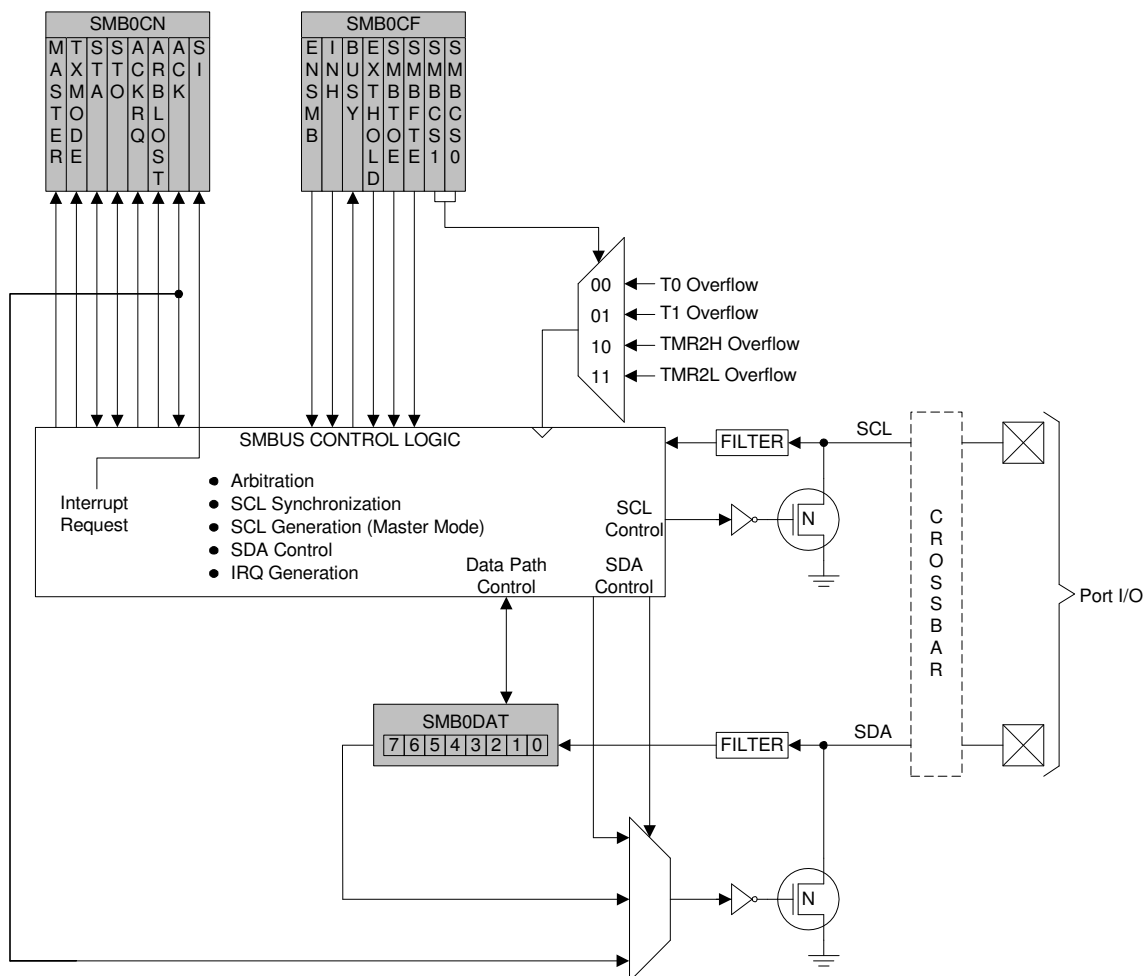 SMB0CN
MASTER
TXMODE
STA
STO
ACKRQ
ARBLOST
ACK
SI
SMB0CF
ENSMB
INH
BUSY
EXTHOLD
SMBTOE
SMBFTE
SMBCS1
SMBCS0
00
T0 Overflow
01
T1 Overflow
10
TMR2H Overflow
11
TMR2L Overflow
SMBUS CONTROL LOGIC
● Arbitration
● SCL Synchronization
● SCL Generation (Master Mode)
● SDA Control
● IRQ Generation
Interrupt
Request
Data Path
Control
SCL
Control
SDA
Control
FILTER
SCL
N
CROSSBAR
Port I/O
SMB0DAT
7 6 5 4 3 2 1 0
FILTER
SDA
N